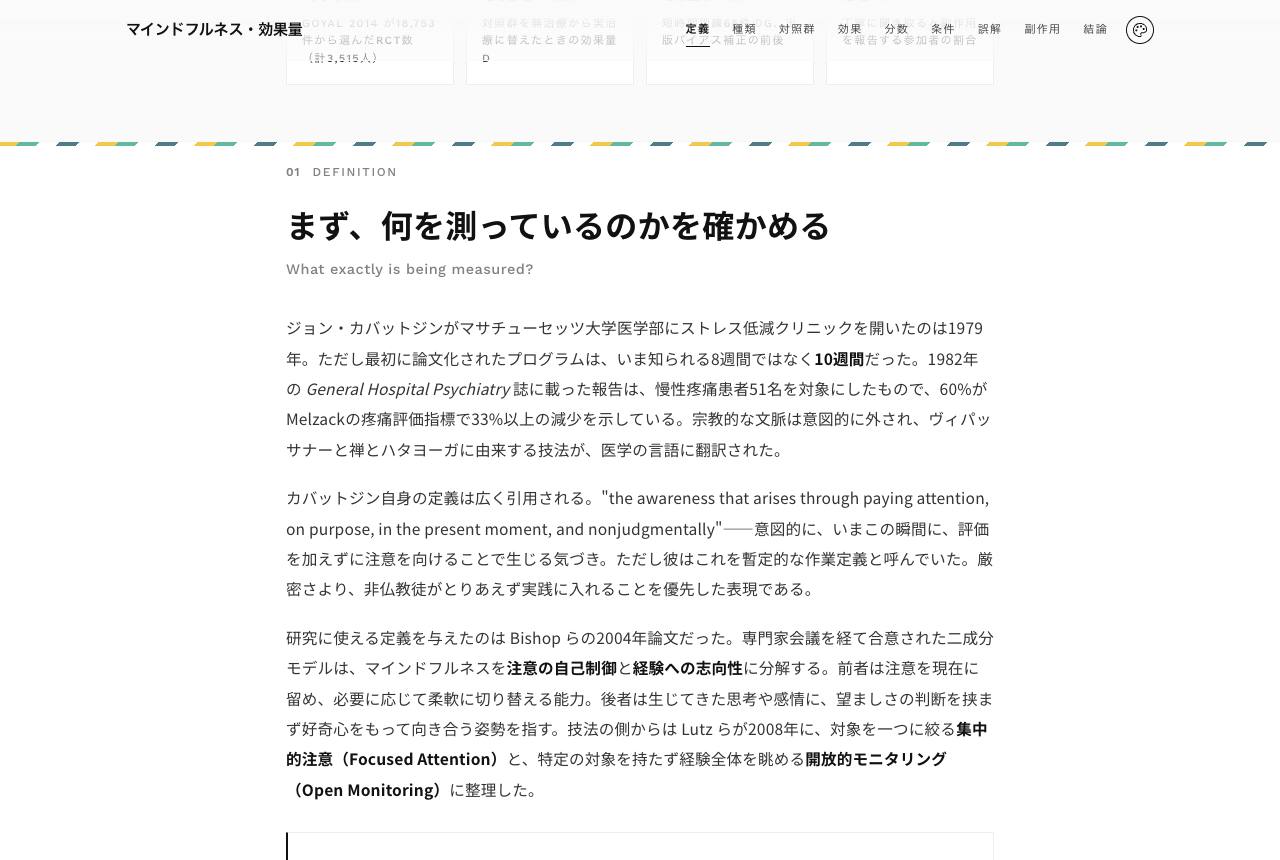 マインドフルネス・効果量
定義 種類 対照群 効果 分数 条件 誤解 副作用 結論
GOYAL 2014 が18,753
件から選んだRCT数
（計3,515人）
対照群を無治療から実治
療に替えたときの効果量
D
版バイアス補正の前後
を報告する参加者の割合
01 DEFINITION
まず、何を測っているのかを確かめる
What exactly is being measured?
ジョン・カバットジンがマサチューセッツ大学医学部にストレス低減クリニックを開いたのは1979
年。ただし最初に論文化されたプログラムは、いま知られる8週間ではなく10週間だった。1982年
の General Hospital Psychiatry 誌に載った報告は、慢性疼痛患者51名を対象にしたもので、60%が
Melzackの疼痛評価指標で33%以上の減少を示している。宗教的な文脈は意図的に外され、ヴィパッ
サナーと禅とハタヨーガに由来する技法が、医学の言語に翻訳された。
カバットジン自身の定義は広く引用される。"the awareness that arises through paying attention,
on purpose, in the present moment, and nonjudgmentally"——意図的に、いまこの瞬間に、評価
を加えずに注意を向けることで生じる気づき。ただし彼はこれを暫定的な作業定義と呼んでいた。厳
密さより、非仏教徒がとりあえず実践に入れることを優先した表現である。
研究に使える定義を与えたのは Bishop らの2004年論文だった。専門家会議を経て合意された二成分
モデルは、マインドフルネスを注意の自己制御と経験への志向性に分解する。前者は注意を現在に
留め、必要に応じて柔軟に切り替える能力。後者は生じてきた思考や感情に、望ましさの判断を挟ま
ず好奇心をもって向き合う姿勢を指す。技法の側からは Lutz らが2008年に、対象を一つに絞る集中
的注意（Focused Attention）と、特定の対象を持たず経験全体を眺める開放的モニタリング
（Open Monitoring）に整理した。